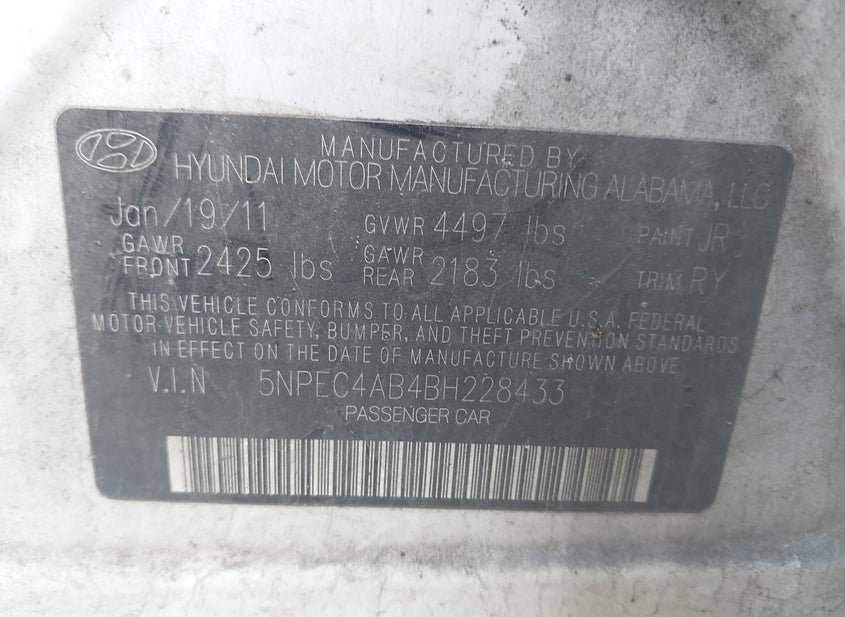 MANUFACTURED BY
HYUNDAI MOTOR MANUFACTURING ALABAMA, LLC
Jan/19/11 GVWR 4497 lbs PAINT JR
GAWR FRONT 2425 lbs GAWR REAR 2183 lbs TRIM RY
THIS VEHICLE CONFORMS TO ALL APPLICABLE U.S.A. FEDERAL
MOTOR VEHICLE SAFETY, BUMPER, AND THEFT PREVENTION STANDARDS
IN EFFECT ON THE DATE OF MANUFACTURE SHOWN ABOVE
V.I.N 5NPEC4AB4BH228433
PASSENGER CAR